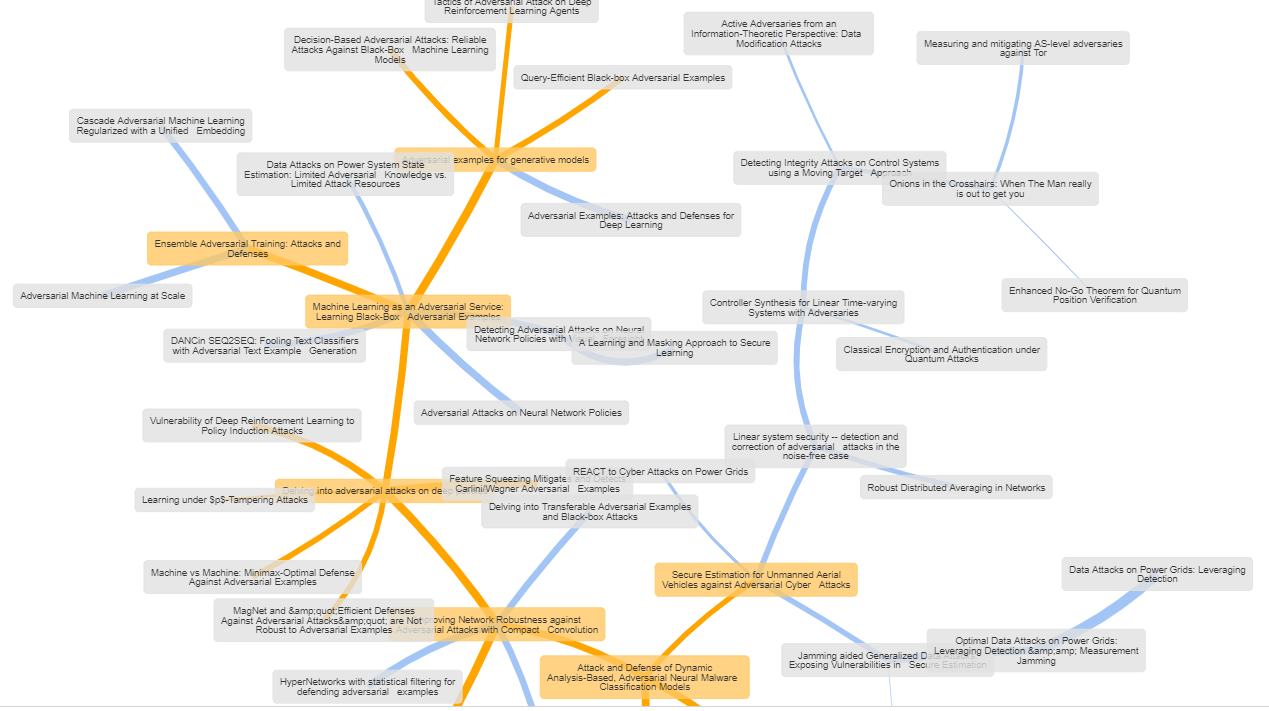 Tactics of Adversarial Attack on Deep
Reinforcement Learning Agents
Decision-Based Adversarial Attacks: Reliable
Attacks Against Black-Box Machine Learning
Models
Active Adversaries from an
Information-Theoretic Perspective: Data
Modification Attacks
Measuring and mitigating AS-level adversaries
against Tor
Query-Efficient Black-box Adversarial Examples
Cascade Adversarial Machine Learning
Regularized with a Unified Embedding
Data Attacks on Power System State
Estimation: Limited Adversarial Knowledge vs.
Limited Attack Resources
examples for generative models
Detecting Integrity Attacks on Control Systems
using a Moving Target Approach
Onions in the Crosshairs: When The Man really
is out to get you
Adversarial Examples: Attacks and Defenses for
Deep Learning
Ensemble Adversarial Training: Attacks and
Defenses
Adversarial Machine Learning at Scale
Machine Learning as an Adversarial Service:
Learning Black-Box Adversarial Examples
Enhanced No-Go Theorem for Quantum
Position Verification
Controller Synthesis for Linear Time-varying
Systems with Adversaries
DANCin SEQ2SEQ: Fooling Text Classifiers
with Adversarial Text Example Generation
Detecting Adversarial Attacks on Neural
Network Policies with
A Learning and Masking Approach to Secure
Learning
Classical Encryption and Authentication under
Quantum Attacks
Adversarial Attacks on Neural Network Policies
Vulnerability of Deep Reinforcement Learning to
Policy Induction Attacks
Linear system security -- detection and
correction of adversarial attacks in the
noise-free case
Feature Squeezing Mitigates and Detects
Carlini/Wagner Adversarial Examples
REACT to Cyber Attacks on Power Grids
Robust Distributed Averaging in Networks
Delving into adversarial attacks on deep
Learning under $p$-Tampering Attacks
Delving into Transferable Adversarial Examples
and Black-box Attacks
Machine vs Machine: Minimax-Optimal Defense
Against Adversarial Examples
Secure Estimation for Unmanned Aerial
Vehicles against Adversarial Cyber Attacks
Data Attacks on Power Grids: Leveraging
Detection
MagNet and &amp;quot;Efficient Defenses
Against Adversarial Attacks&amp;quot; are Not
Robust to Adversarial Examples
Network Robustness against
Adversarial Attacks with Compact Convolution
Jamming aided Generalized Data
Exposing Vulnerabilities in Secure Estimation
Optimal Data Attacks on Power Grids:
Leveraging Detection &amp;amp; Measurement
Jamming
HyperNetworks with statistical filtering for
defending adversarial examples
Attack and Defense of Dynamic
Analysis-Based, Adversarial Neural Malware
Classification Models